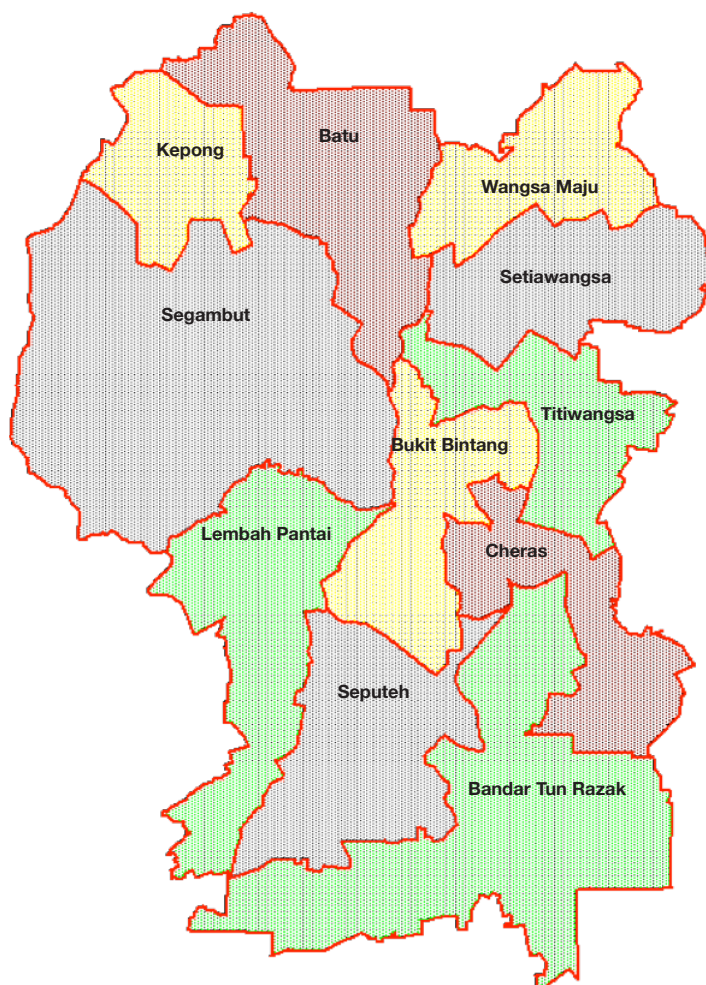 Batu
Kepong
Wangsa Maju
Setiawangsa
Segambut
Titiwangsa
Bukit Bintang
Lembah Pantai
Cheras
Seputeh
Bandar Tun Razak